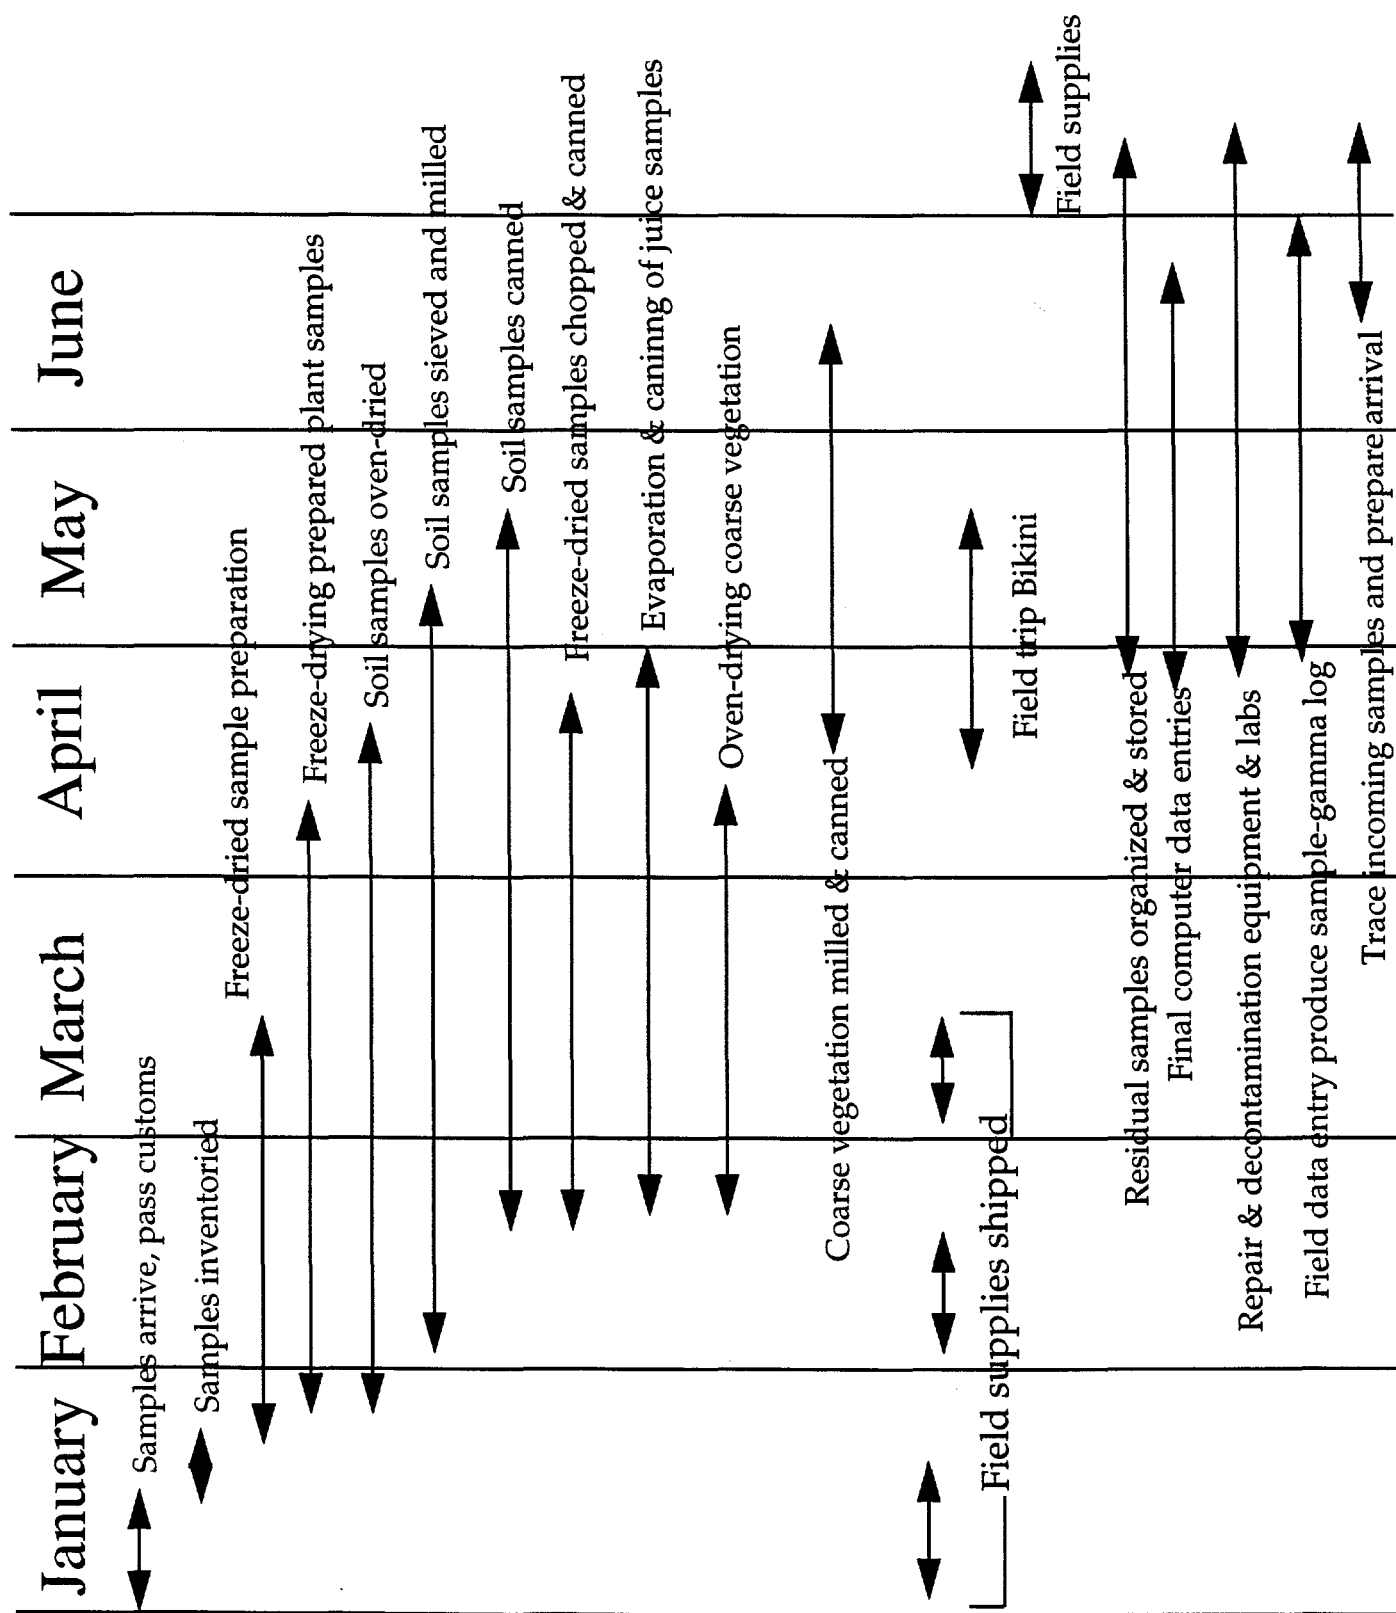 January
February
March
April
May
June
Samples arrive, pass customs
Samples inventoried
Freeze-dried sample preparation
Freeze-drying prepared plant samples
Soil samples oven-dried
Soil samples sieved and milled
Soil samples canned
Freeze-dried samples chopped & canned
Evaporation & canining of juice samples
Oven-drying coarse vegetation
Coarse vegetation milled & canned
Field supplies shipped
Field trip Bikini
Field supplies
Residual samples organized & stored
Final computer data entries
Repair & decontamination equipment & labs
Field data entry produce sample-gamma log
Trace incoming samples and prepare arrival